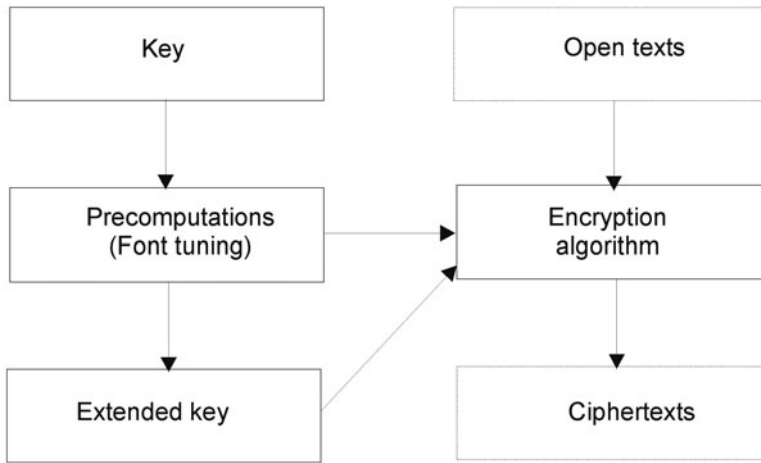 Key
Open texts
Precomputations
(Font tuning)
Encryption
algorithm
Extended key
Ciphertexts